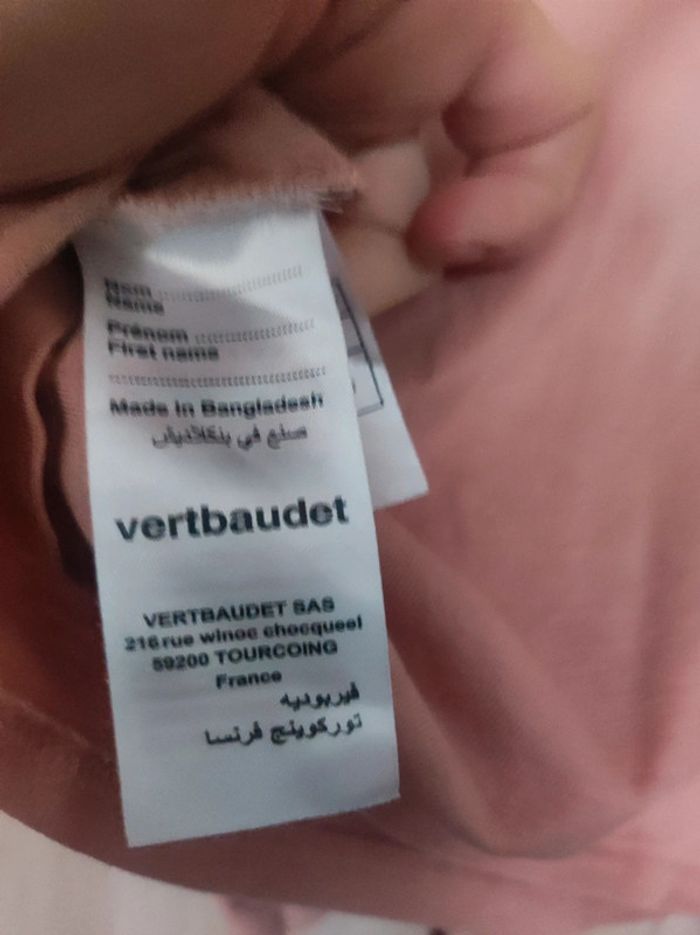 Nom ..............................
Name
Prénom ..............................
First name
................................................
Made in Bangladesh
صنع في بنكلاديش
vertbaudet
VERTBAUDET SAS
216 rue winoc chocqueel
59200 TOURCOING
France
فيربوديه
توركوينج فرنسا